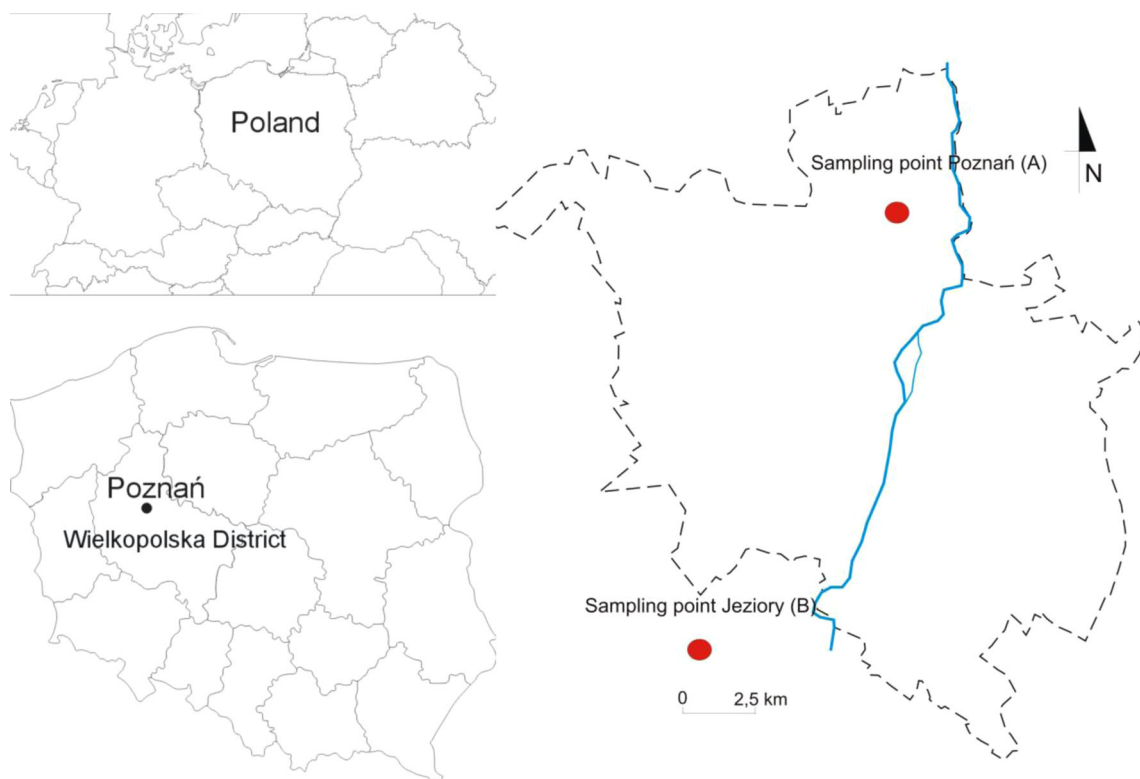 Poland
Poznań
Wielkopolska District
Sampling point Poznań (A)
N
Sampling point Jeziory (B)
0 2,5 km